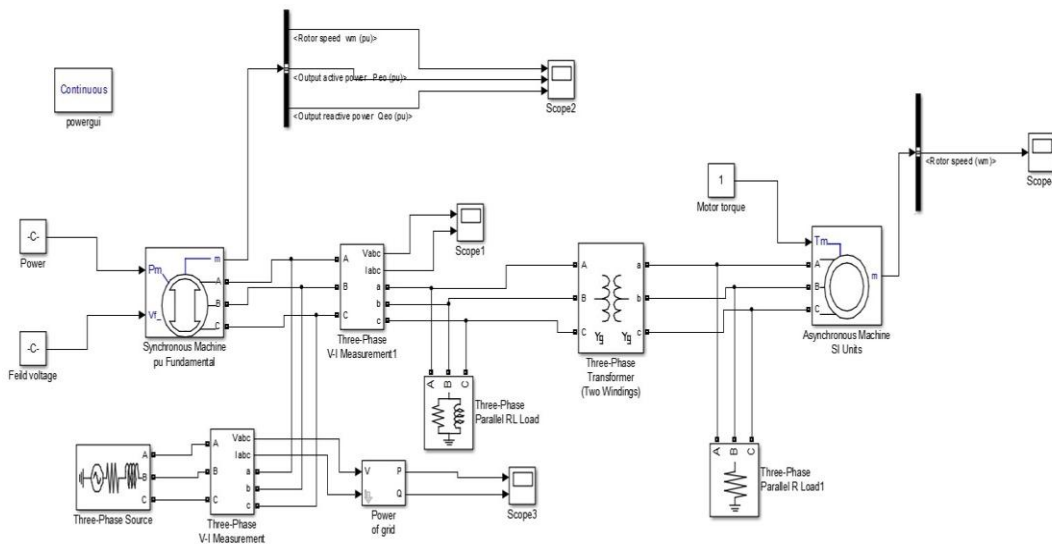 <Rotor speed wm (pu)>
<Output active power Peo (pu)>
<Output reactive power Qeo (pu)>
Scope2
Continuous
powergui
<Rotor speed (wm)>
Scope
1
Motor torque
-C-
Power
Pm
m
A
B
C
Vf_
Synchronous Machine
pu Fundamental
-C-
Feild voltage
A
B
C
Vabc
Iabc
a
b
c
Three-Phase
V-I Measurement1
Scope1
A
B
C
a
b
c
Yg
Yg
Three-Phase
Transformer
(Two Windings)
Tm
A
B
C
m
Asynchronous Machine
SI Units
A
B
C
Three-Phase
Parallel RL Load
A
B
C
Three-Phase
Parallel R Load1
A
B
C
Three-Phase Source
A
B
C
Vabc
Iabc
a
b
c
Three-Phase
V-I Measurement
V
P
Q
Power
of grid
Scope3